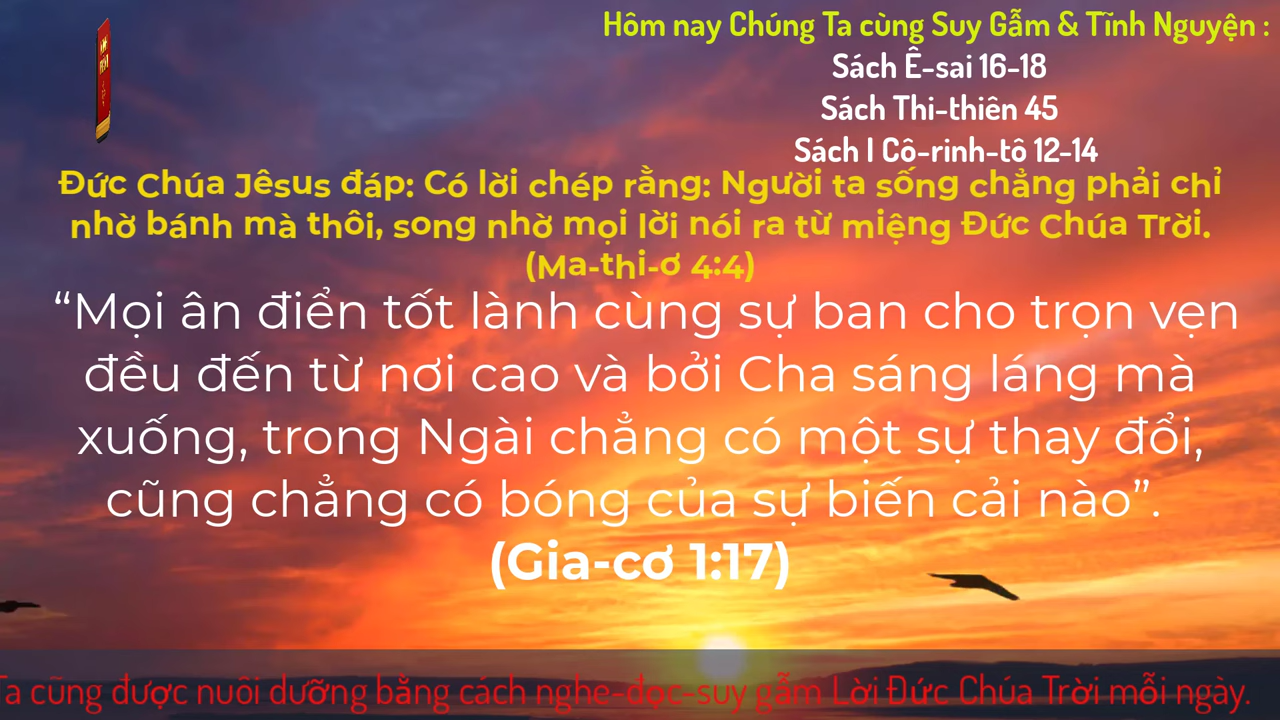 Hôm nay Chúng Ta cùng Suy Gẫm & Tĩnh Nguyện :
Sách Ê-sai 16-18
Sách Thi-thiên 45
Sách I Cô-rinh-tô 12-14
Đức Chúa Jêsus đáp: Có lời chép rằng: Người ta sống chẳng phải chỉ
nhờ bánh mà thôi, song nhờ mọi lời nói ra từ miệng Đức Chúa Trời.
(Ma-thi-ơ 4:4)
“Mọi ân điển tốt lành cùng sự ban cho trọn vẹn
đều đến từ nơi cao và bởi Cha sáng láng mà
xuống, trong Ngài chẳng có một sự thay đổi,
cũng chẳng có bóng của sự biến cải nào”.
(Gia-cơ 1:17)
Ta cũng được nuôi dưỡng bằng cách nghe-đọc-suy gẫm Lời Đức Chúa Trời mỗi ngày.